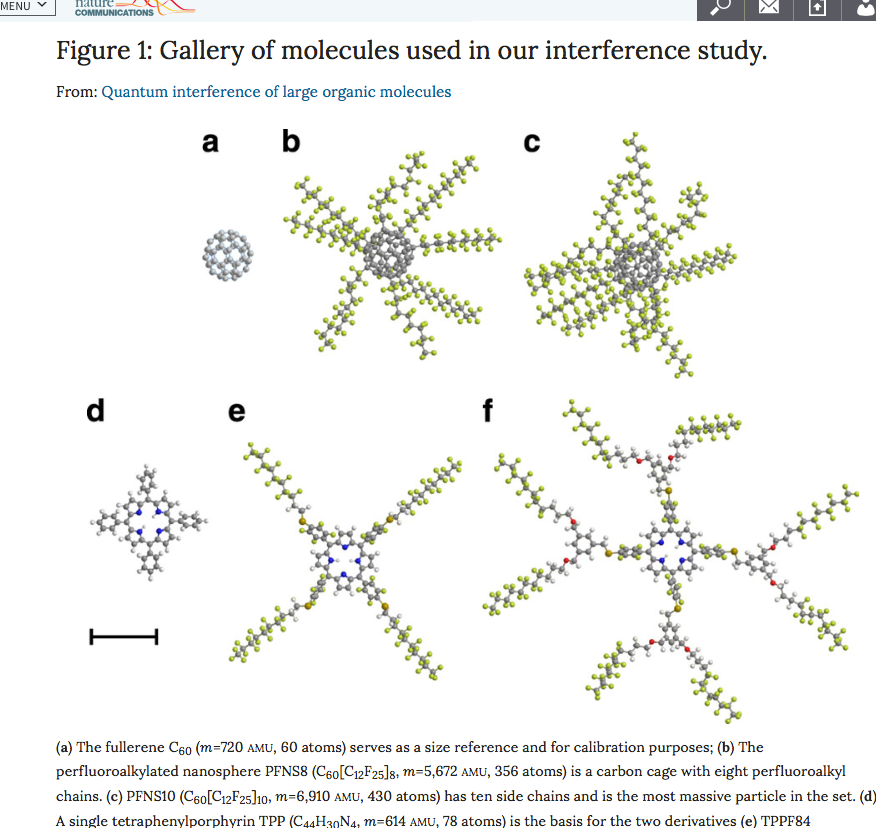 MENU
nature
COMMUNICATIONS
Figure 1: Gallery of molecules used in our interference study.
From: Quantum interference of large organic molecules
a
b
c
d
e
f
(a) The fullerene C60 (m=720 AMU, 60 atoms) serves as a size reference and for calibration purposes; (b) The
perfluoroalkylated nanosphere PFNS8 (C60[C12F25]8, m=5,672 AMU, 356 atoms) is a carbon cage with eight perfluoroalkyl
chains. (c) PFNS10 (C60[C12F25]10, m=6,910 AMU, 430 atoms) has ten side chains and is the most massive particle in the set. (d)
A single tetraphenylporphyrin TPP (C44H30N4, m=614 AMU, 78 atoms) is the basis for the two derivatives (e) TPPF84